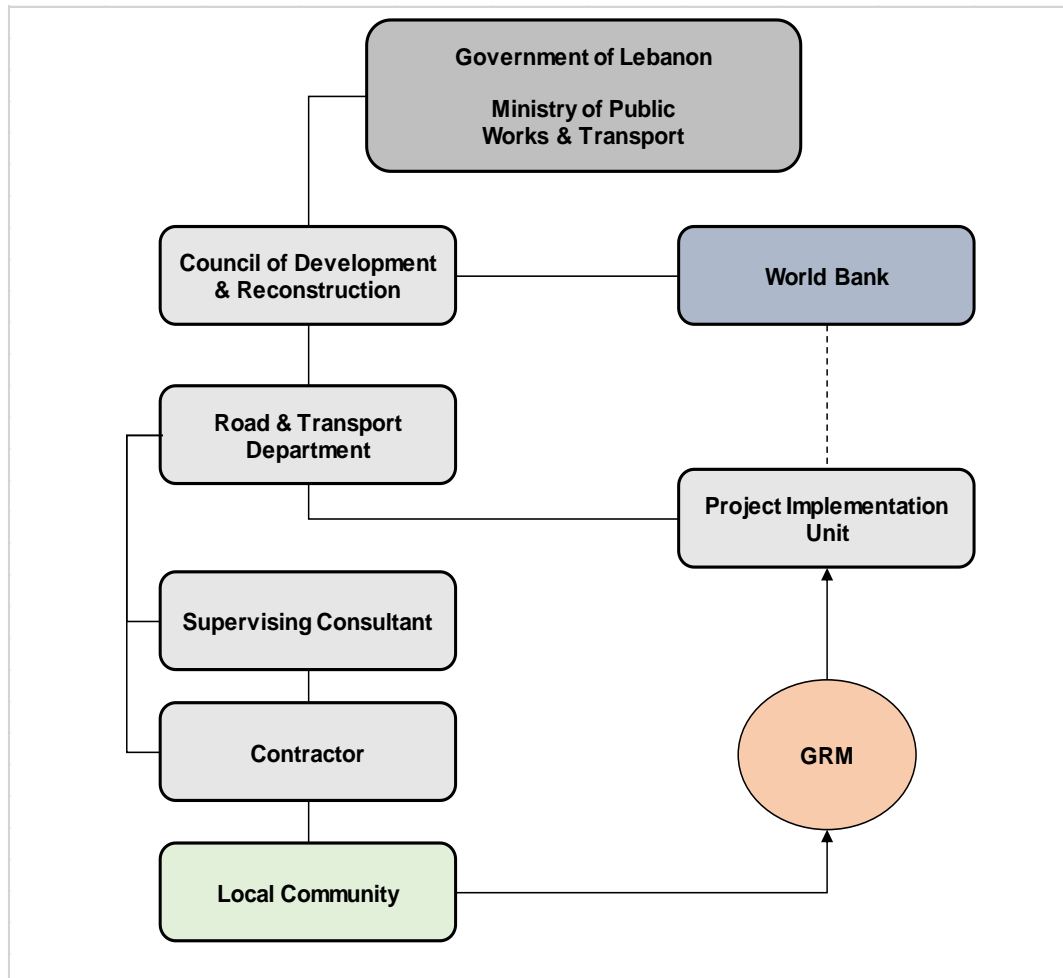 Government of Lebanon
Ministry of Public
Works & Transport
Council of Development
& Reconstruction
World Bank
Road & Transport
Department
Project Implementation
Unit
Supervising Consultant
Contractor
GRM
Local Community